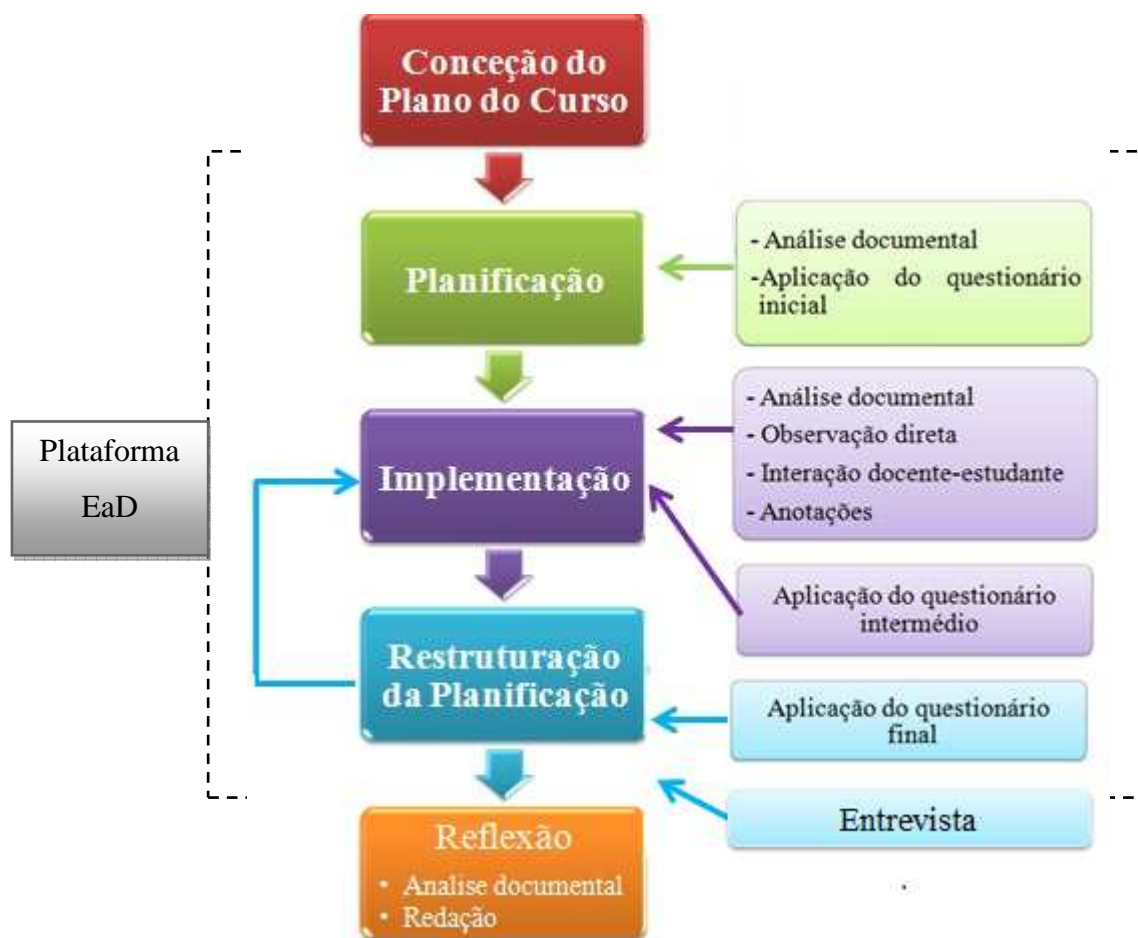 Conceção do
Plano do Curso
Planificação
- Análise documental
-Aplicação do questionário
inicial
Plataforma
EaD
Implementação
- Análise documental
- Observação direta
- Interação docente-estudante
- Anotações
Aplicação do questionário
intermédio
Restruturação
da Planificação
Aplicação do questionário
final
Entrevista
Reflexão
• Analise documental
• Redação